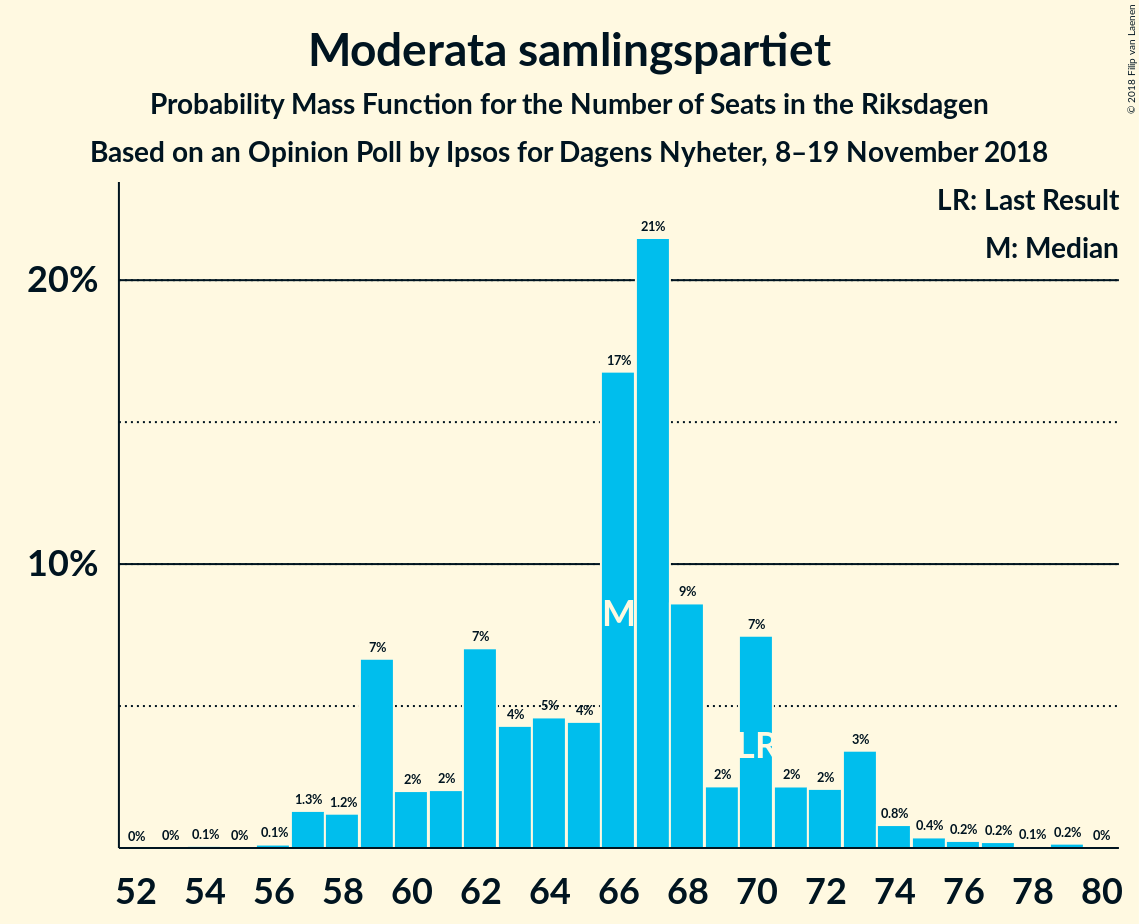 © 2018 Filip van Laenen
Moderata samlingspartiet
Probability Mass Function for the Number of Seats in the Riksdagen
Based on an Opinion Poll by Ipsos for Dagens Nyheter, 8–19 November 2018
LR: Last Result
M: Median
20%
10%
0% 0% 0.1% 0% 0.1% 1.3% 1.2% 7% 2% 2% 7% 4% 5% 4% 17% 21% 9% 2% 7% 2% 2% 3% 0.8% 0.4% 0.2% 0.2% 0.1% 0.2% 0%
M
LR
52 54 56 58 60 62 64 66 68 70 72 74 76 78 80